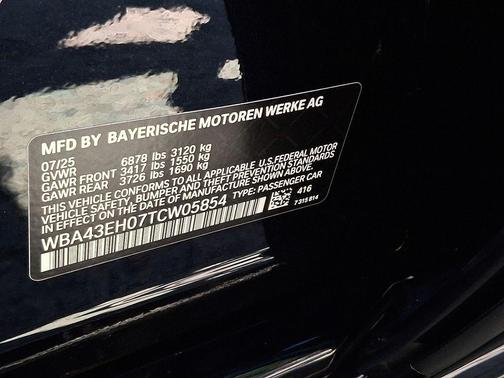 MFD BY BAYERISCHE MOTOREN WERKE AG
07/25
GVWR 6878 lbs 3120 kg
GAWR FRONT 3417 lbs 1550 kg
GAWR REAR 3726 lbs 1690 kg
THIS VEHICLE CONFORMS TO ALL APPLICABLE U.S. FEDERAL MOTOR
VEHICLE SAFETY, BUMPER AND THEFT PREVENTION STANDARDS
IN EFFECT ON THE DATE OF MANUFACTURE SHOWN ABOVE.
WBA43EH07TCW05854 TYPE: PASSENGER CAR
416
7 315 814